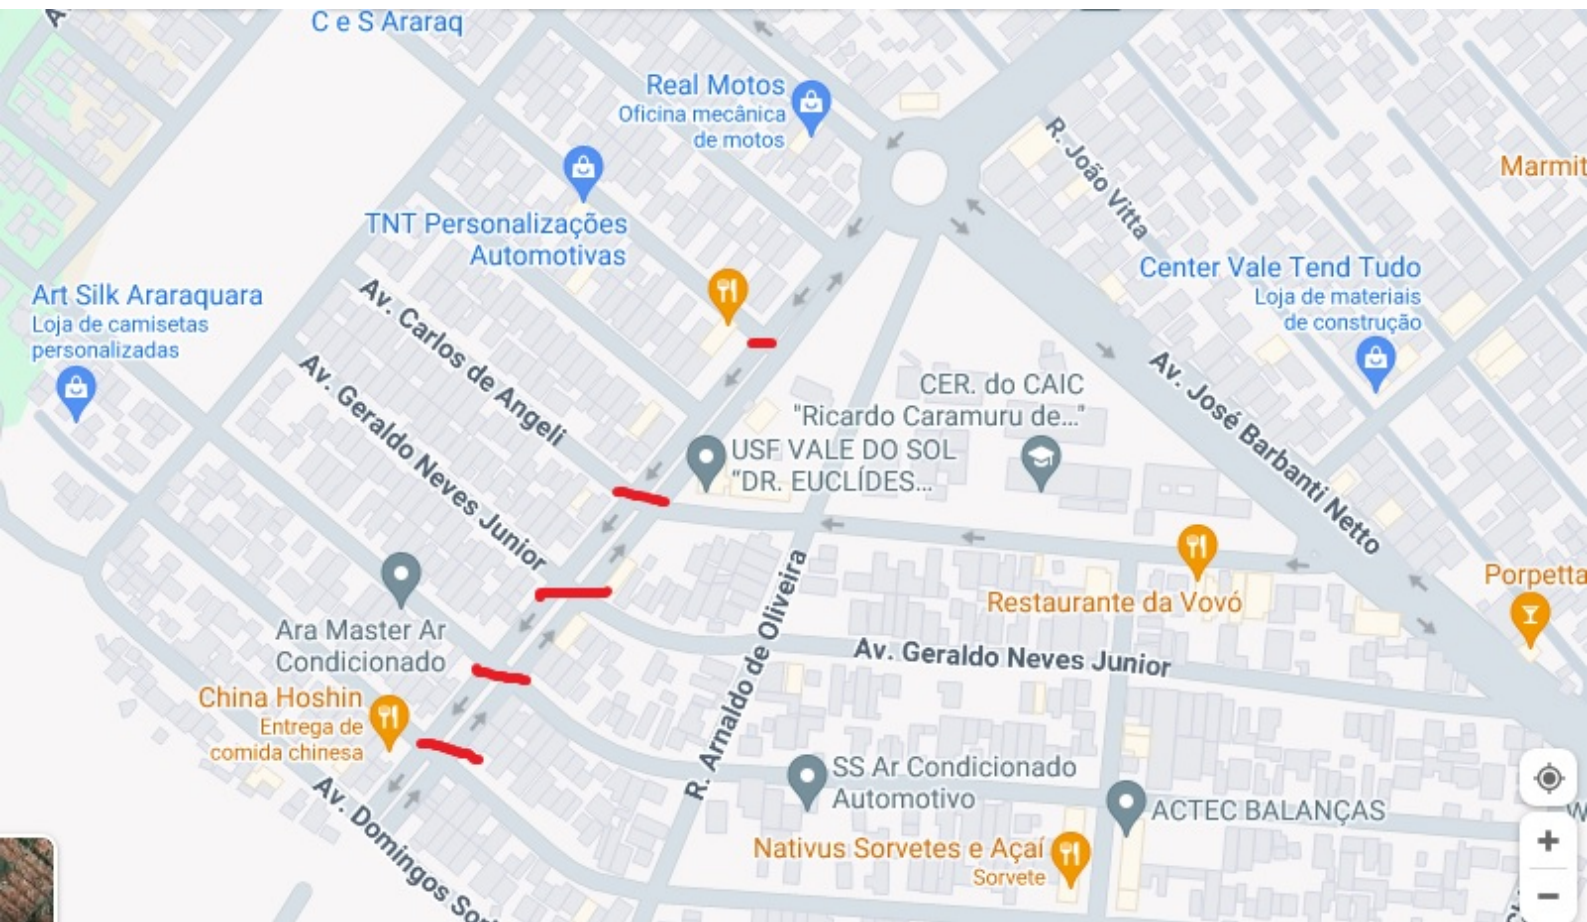 C e S Araraq
Real Motos
Oficina mecânica
de motos
R. João Vitta
Marmit
TNT Personalizações
Automotivas
Center Vale Tend Tudo
Loja de materiais
de construção
Art Silk Araraquara
Loja de camisetas
personalizadas
Av. Carlos de Angeli
Av. Geraldo Neves Junior
CER. do CAIC
"Ricardo Caramuru de..."
Av. José Barbanti Netto
USF VALE DO SOL
“DR. EUCLÍDES...
Restaurante da Vovó
Porpetta
R. Arnaldo de Oliveira
Ara Master Ar
Condicionado
Av. Geraldo Neves Junior
China Hoshin
Entrega de
comida chinesa
SS Ar Condicionado
Automotivo
ACTEC BALANÇAS
Av. Domingos Sor
Nativus Sorvetes e Açaí
Sorvete